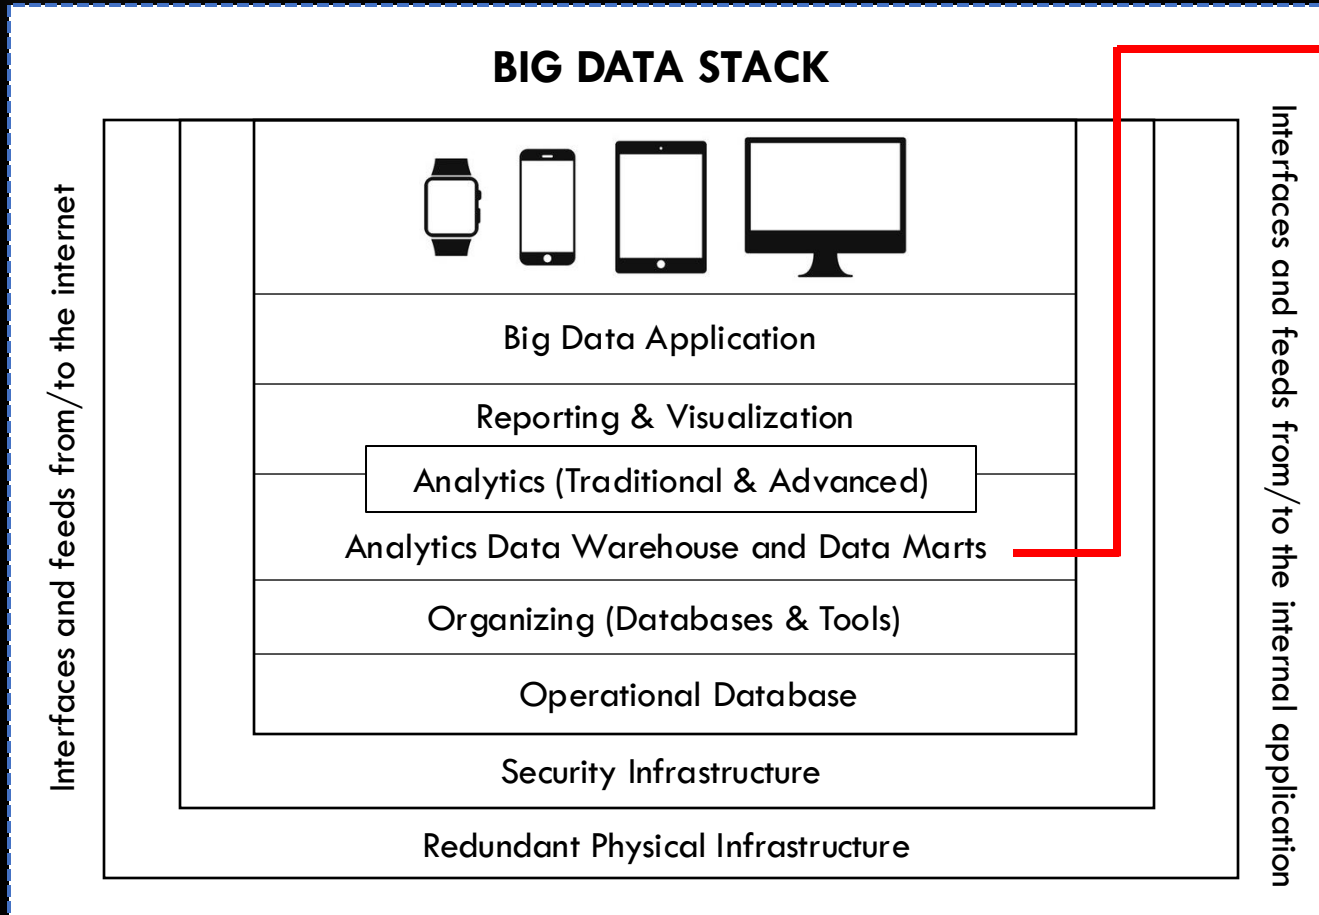 BIG DATA STACK
Interfaces and feeds from/to the internet
Big Data Application
Reporting & Visualization
Analytics (Traditional & Advanced)
Analytics Data Warehouse and Data Marts
Organizing (Databases & Tools)
Operational Database
Security Infrastructure
Redundant Physical Infrastructure
Interfaces and feeds from/to the internal application